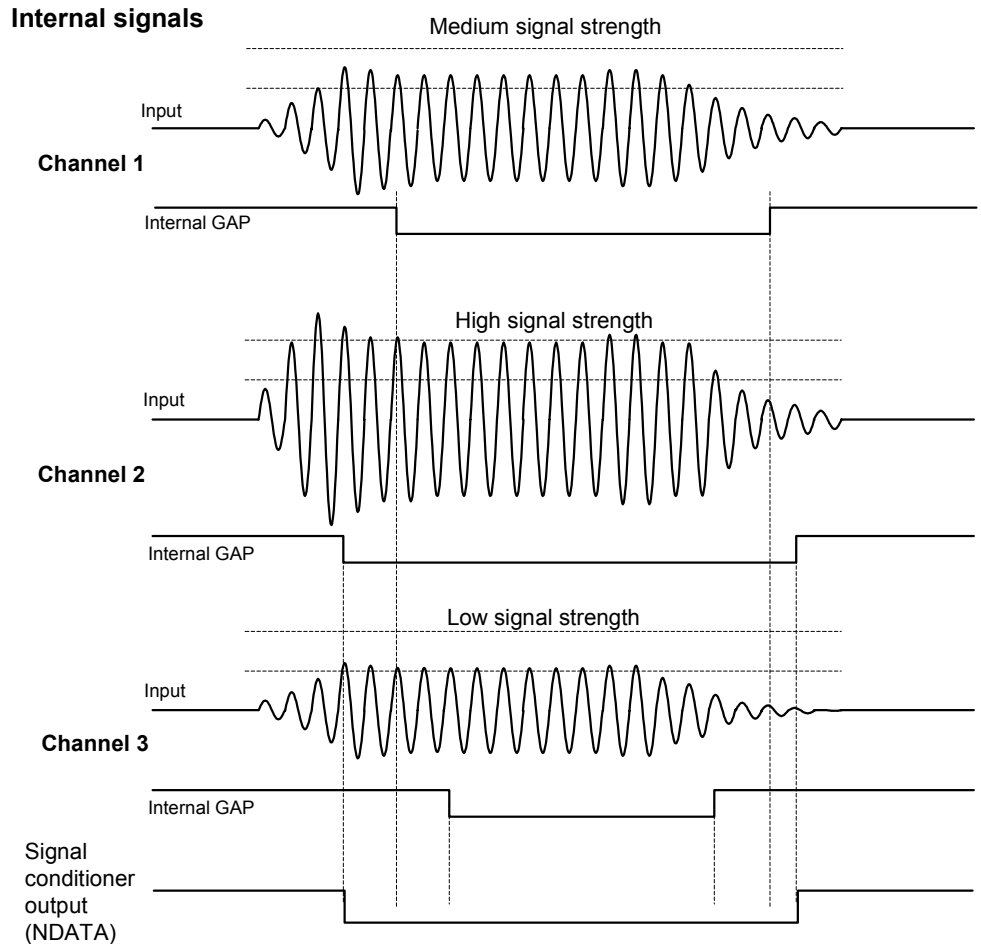 Internal signals
Medium signal strength
Input
Channel 1
Internal GAP
High signal strength
Input
Channel 2
Internal GAP
Low signal strength
Input
Channel 3
Internal GAP
Signal
conditioner
output
(NDATA)